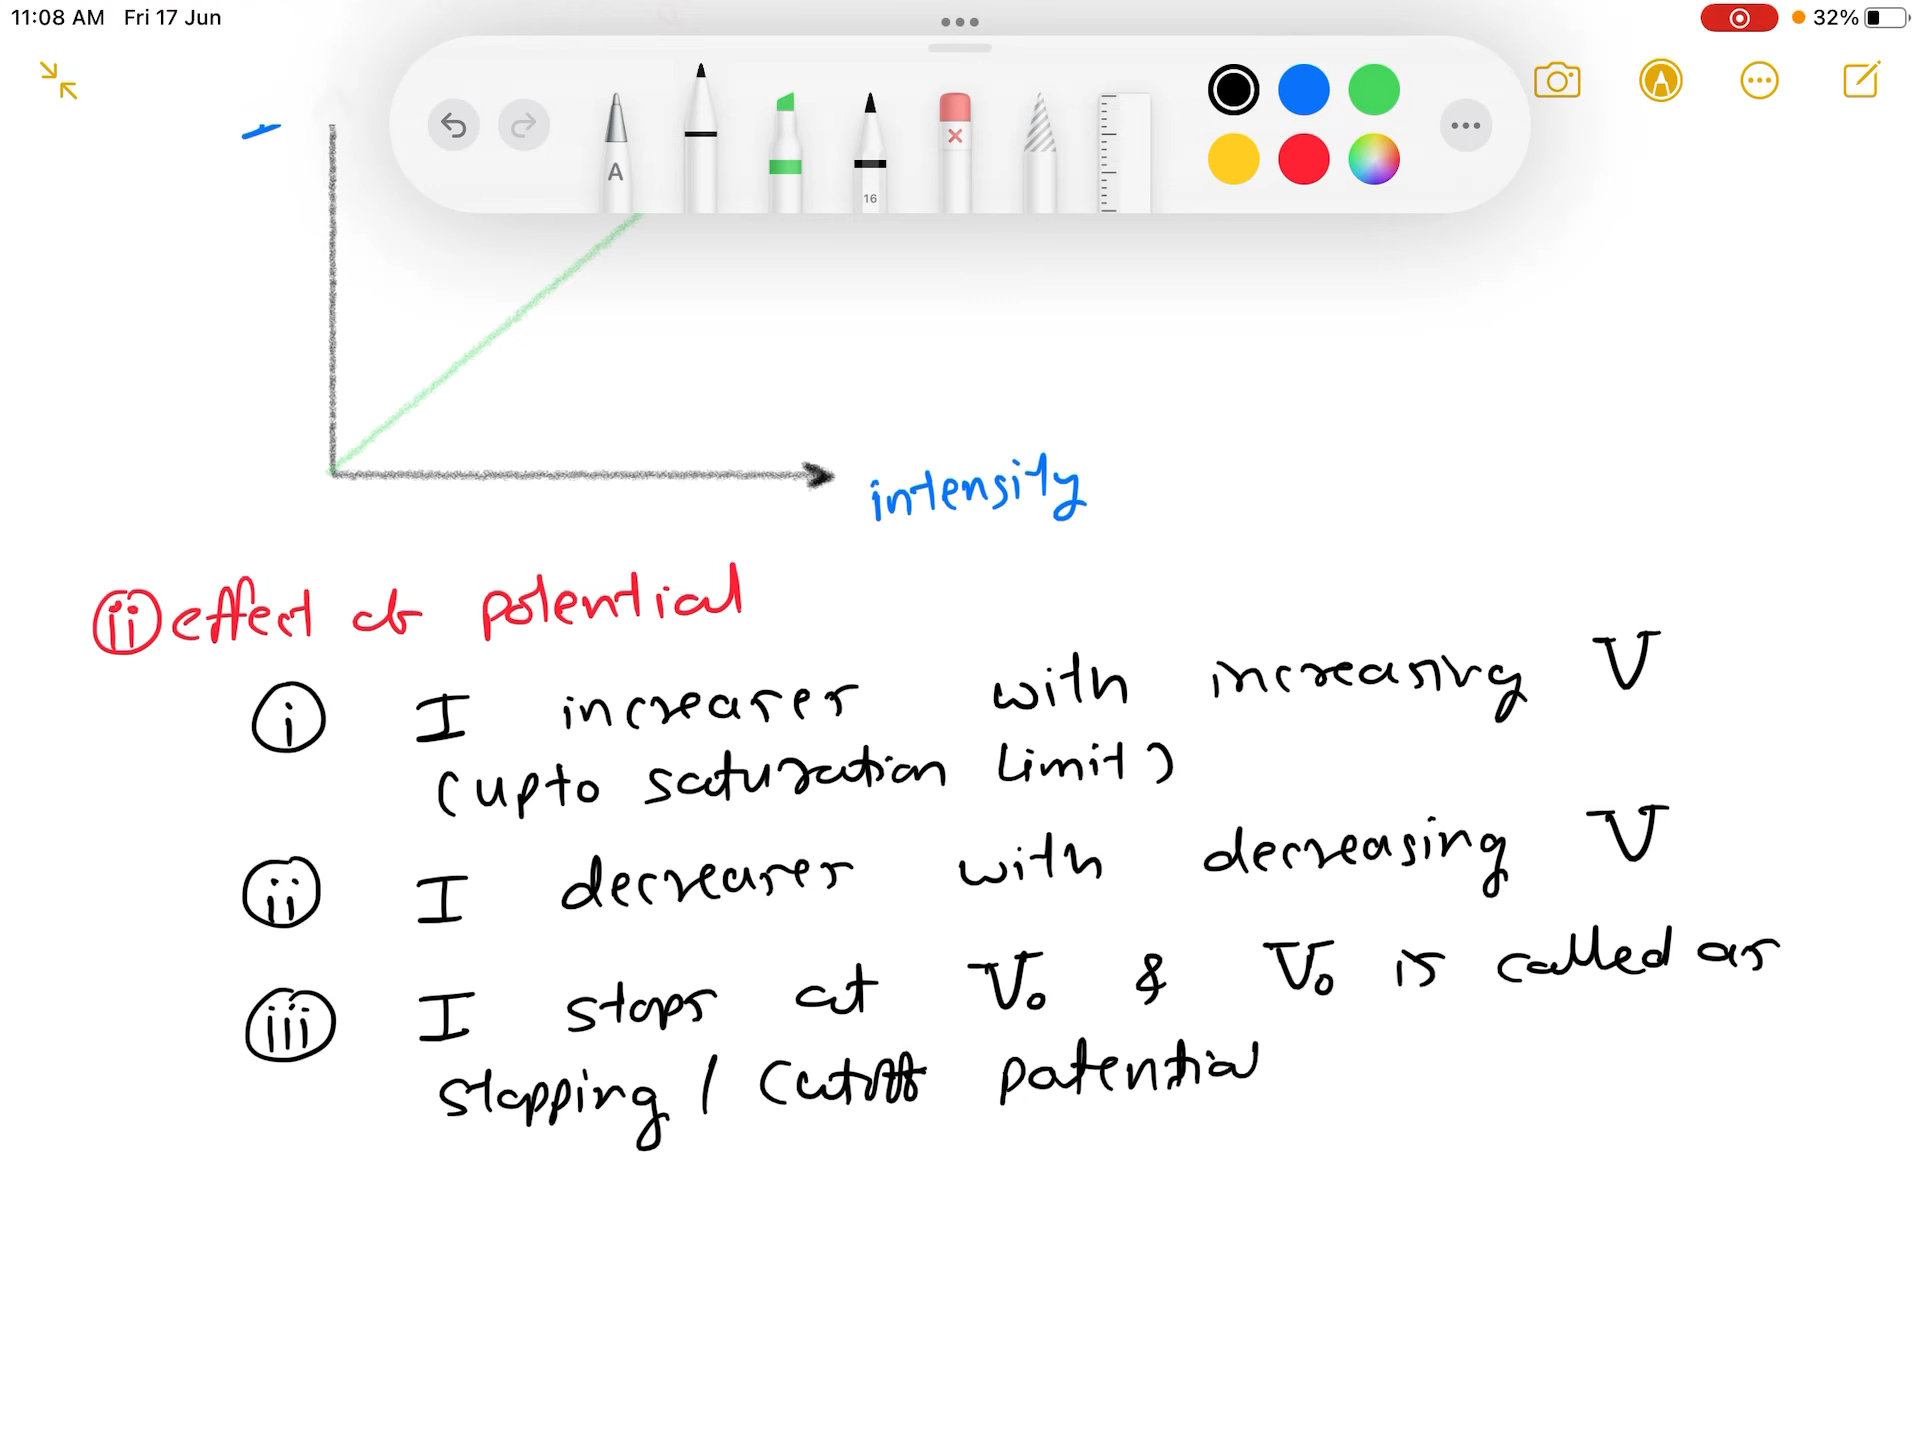 11:08 AM Fri 17 Jun 32%
A
16
intensity
ii effect of potential
i I increases with increasing V
(upto saturation limit)
ii I decreases with decreasing V
iii I stops at V₀ & V₀ is called as
stopping / cutoff potential